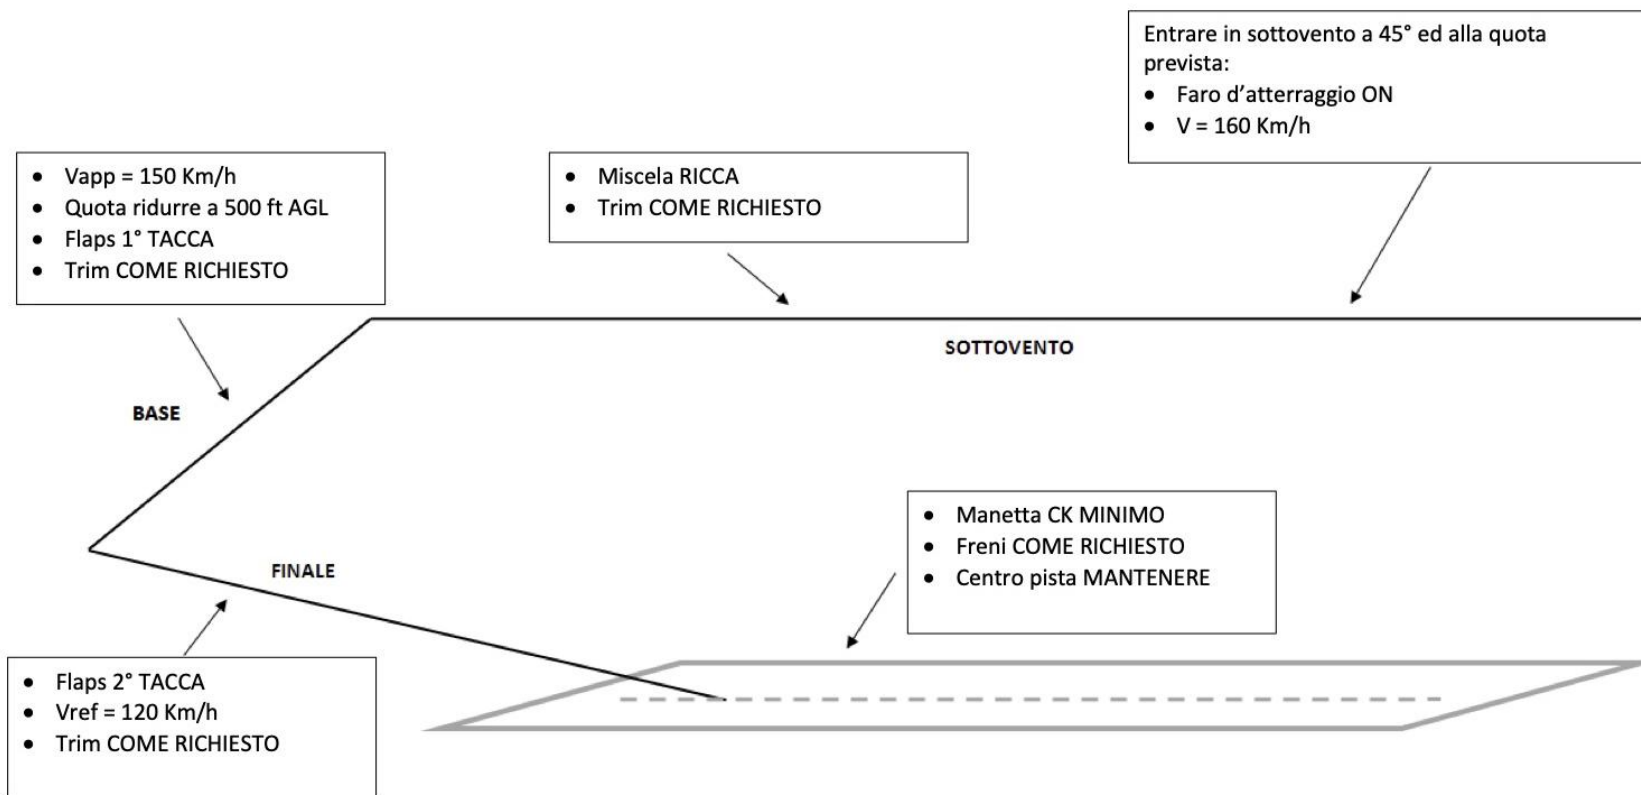 Entrare in sottovento a 45° ed alla quota
prevista:
• Faro d’atterraggio ON
• V = 160 Km/h
• Vapp = 150 Km/h
• Quota ridurre a 500 ft AGL
• Flaps 1° TACCA
• Trim COME RICHIESTO
• Miscela RICCA
• Trim COME RICHIESTO
SOTTOVENTO
BASE
FINALE
• Manetta CK MINIMO
• Freni COME RICHIESTO
• Centro pista MANTENERE
• Flaps 2° TACCA
• Vref = 120 Km/h
• Trim COME RICHIESTO